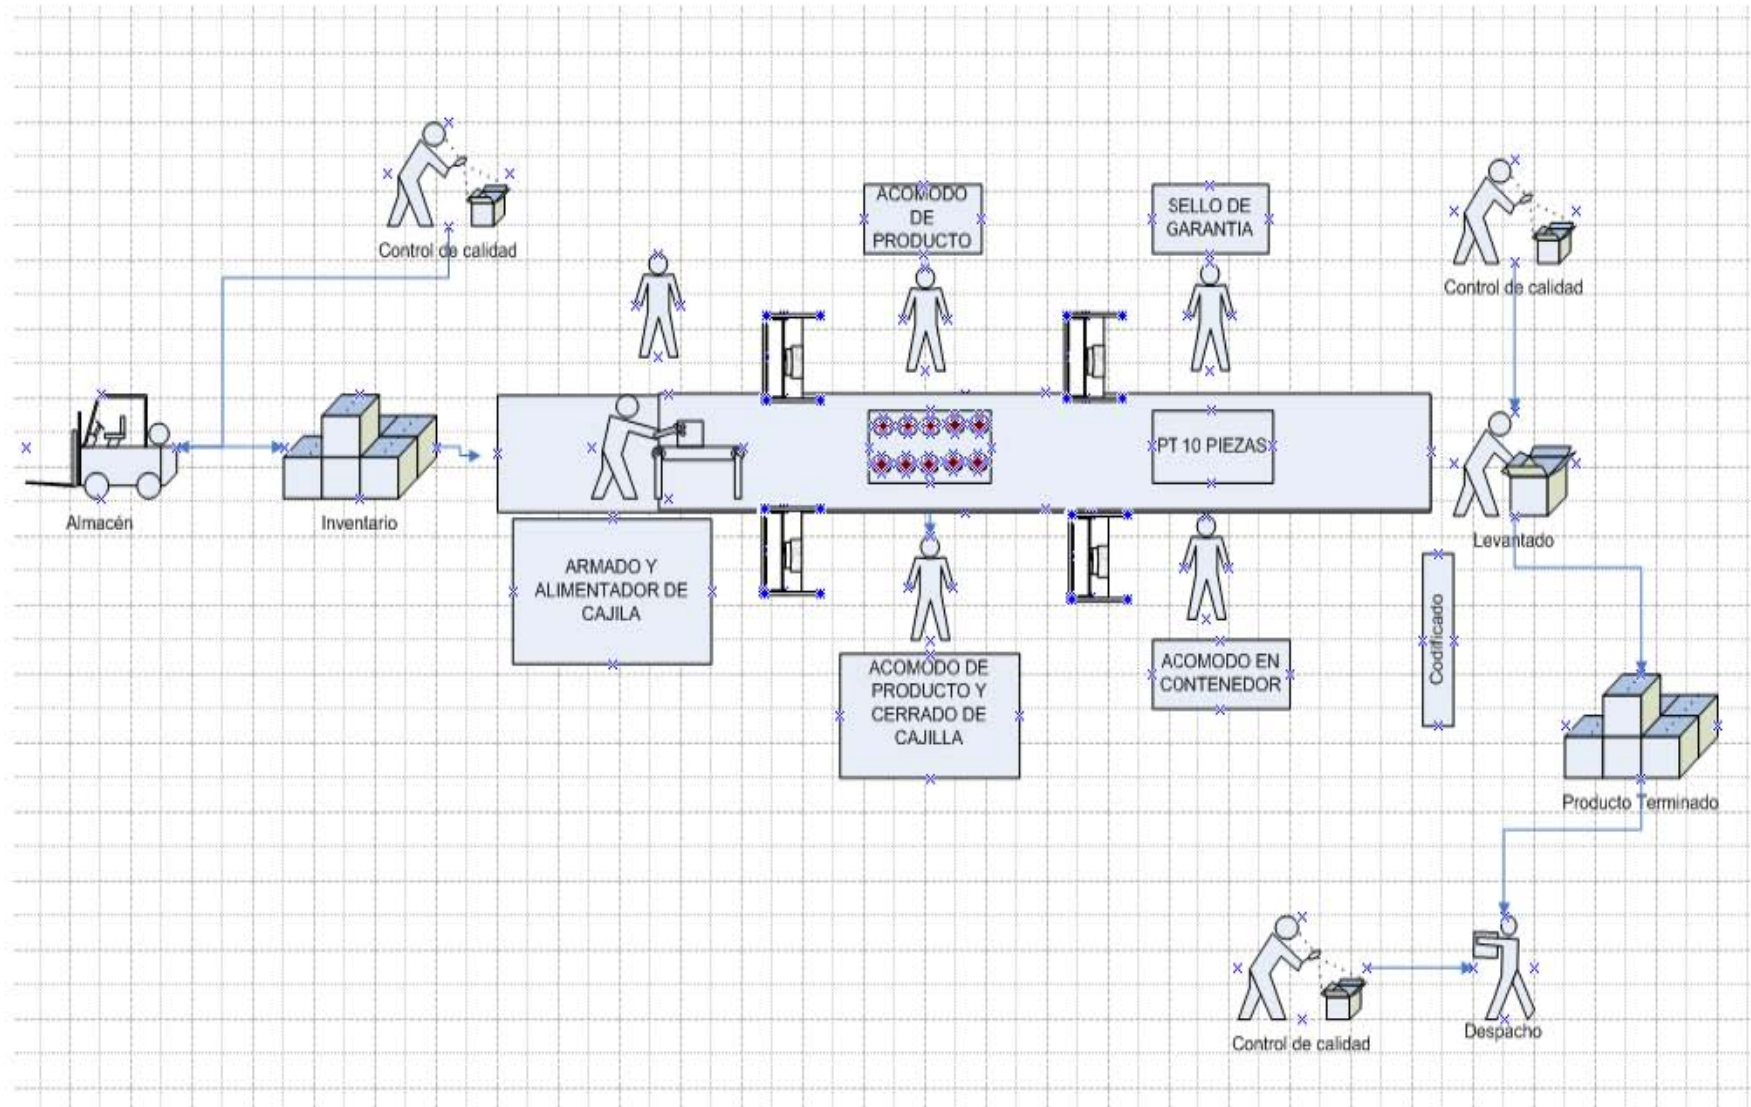 Control de calidad
ACOMODO
DE
PRODUCTO
SELLO DE
GARANTIA
Control de calidad
PT 10 PIEZAS
Almacén
Inventario
Levantado
ARMADO Y
ALIMENTADOR DE
CAJILA
Codificado
ACOMODO DE
PRODUCTO Y
CERRADO DE
CAJILLA
ACOMODO EN
CONTENEDOR
Producto Terminado
Control de calidad
Despacho